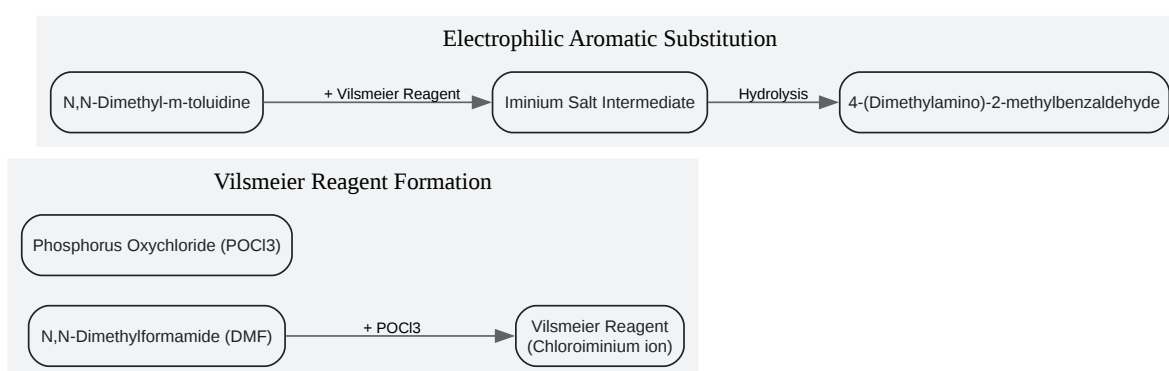 Electrophilic Aromatic Substitution
N,N-Dimethyl-m-toluidine
+ Vilsmeier Reagent
Iminium Salt Intermediate
Hydrolysis
4-(Dimethylamino)-2-methylbenzaldehyde
Vilsmeier Reagent Formation
Phosphorus Oxychloride (POCl3)
N,N-Dimethylformamide (DMF)
+ POCl3
Vilsmeier Reagent
(Chloroiminium ion)